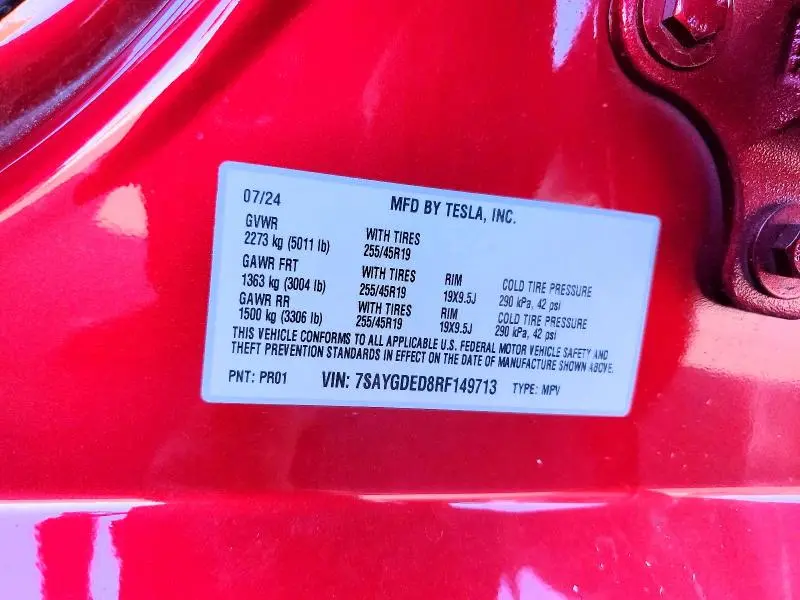 07/24 MFD BY TESLA, INC.
GVWR
2273 kg (5011 lb) WITH TIRES 255/45R19
GAWR FRT
1363 kg (3004 lb) WITH TIRES 255/45R19 RIM 19X9.5J COLD TIRE PRESSURE 290 kPa, 42 psi
GAWR RR
1500 kg (3306 lb) WITH TIRES 255/45R19 RIM 19X9.5J COLD TIRE PRESSURE 290 kPa, 42 psi
THIS VEHICLE CONFORMS TO ALL APPLICABLE U.S. FEDERAL MOTOR VEHICLE SAFETY AND
THEFT PREVENTION STANDARDS IN EFFECT ON THE DATE OF MANUFACTURE SHOWN ABOVE.
PNT: PR01 VIN: 7SAYGDED8RF149713 TYPE: MPV